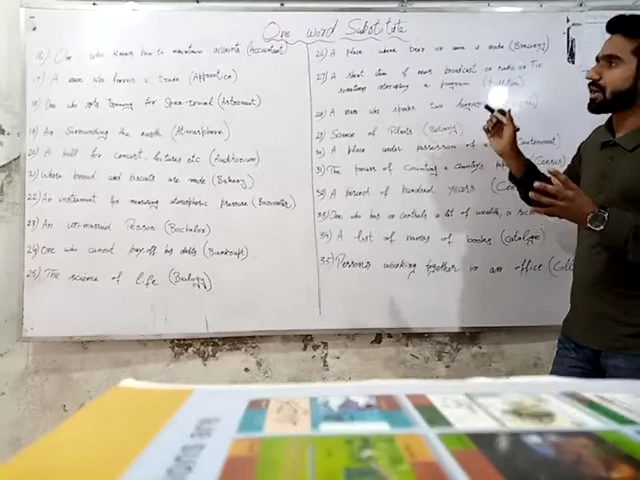 One word Substitute
16) One who knows how to maintain accounts (Accountant)
17) A man who learns a trade (Apprentice)
18) One who gets training for Space-travel (Astronaut)
19) Air Surrounding the earth (Atmosphere)
20) A hall for concert, lectures etc (Auditorium)
21) where bread and biscuits are made (Bakery)
22) An instrument for measuring atmospheric pressure
23) An un-married Person (Bachelor)
24) One who cannot pay off his debts
25) The science of life (Biology)
26) A place where beer or wine is made (Brewery)
27) A short item of news broadcast on radio or T.V
sometimes interrupting a program
28) A man who speaks two
29) Science of Plants (Botany)
30) A place under possession of a
31) The process of counting a country's (Census)
32) A period of hundred years
33) One who has or controls a lot of wealth, a
34) A list of names of books (Catalogue)
35) Persons working together in an office